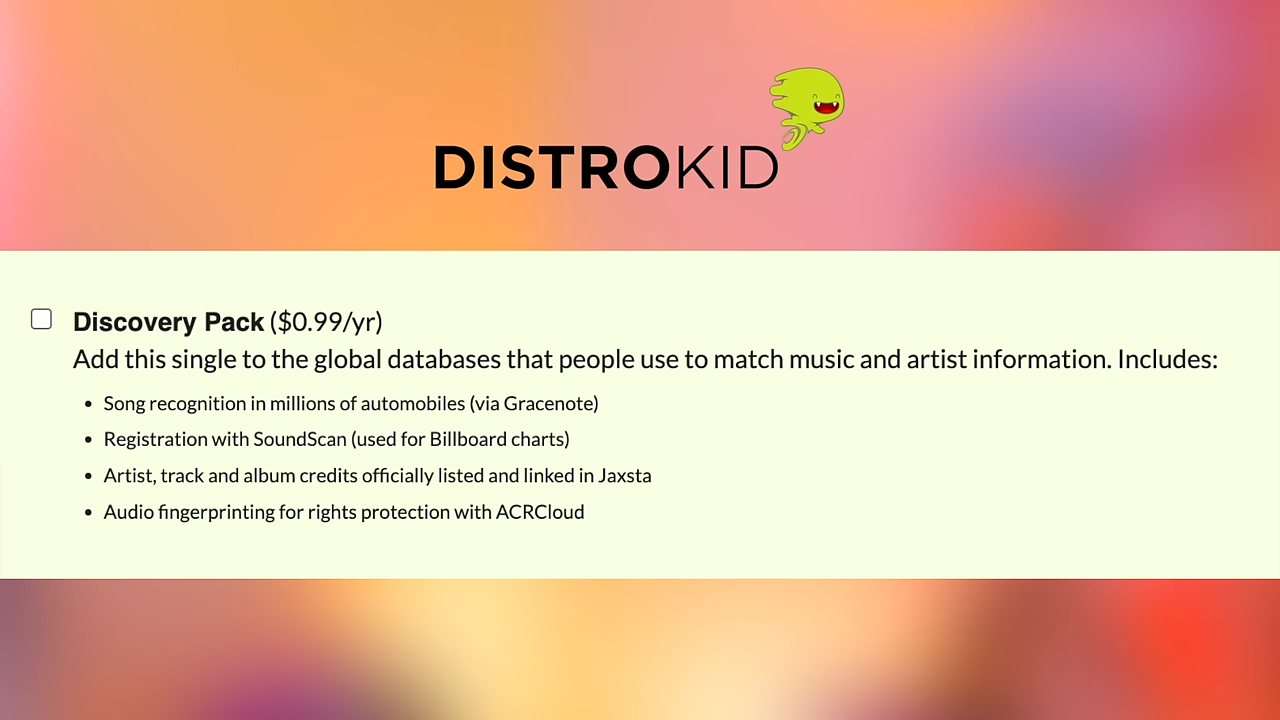 DISTROKID
Discovery Pack ($0.99/yr)
Add this single to the global databases that people use to match music and artist information. Includes:
• Song recognition in millions of automobiles (via Gracenote)
• Registration with SoundScan (used for Billboard charts)
• Artist, track and album credits officially listed and linked in Jaxsta
• Audio fingerprinting for rights protection with ACRCloud